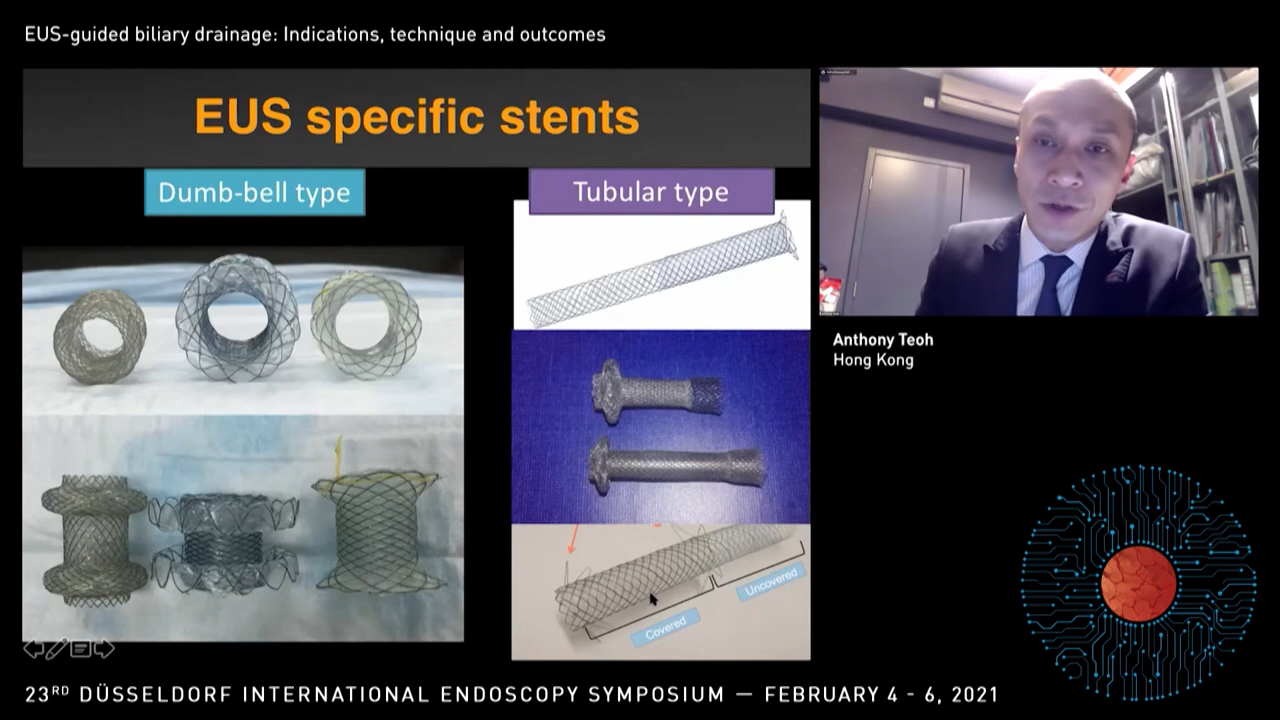 EUS-guided biliary drainage: Indications, technique and outcomes
EUS specific stents
Dumb-bell type
Tubular type
Covered
Uncovered
Anthony Teoh
Hong Kong
23RD DÜSSELDORF INTERNATIONAL ENDOSCOPY SYMPOSIUM — FEBRUARY 4 - 6, 2021